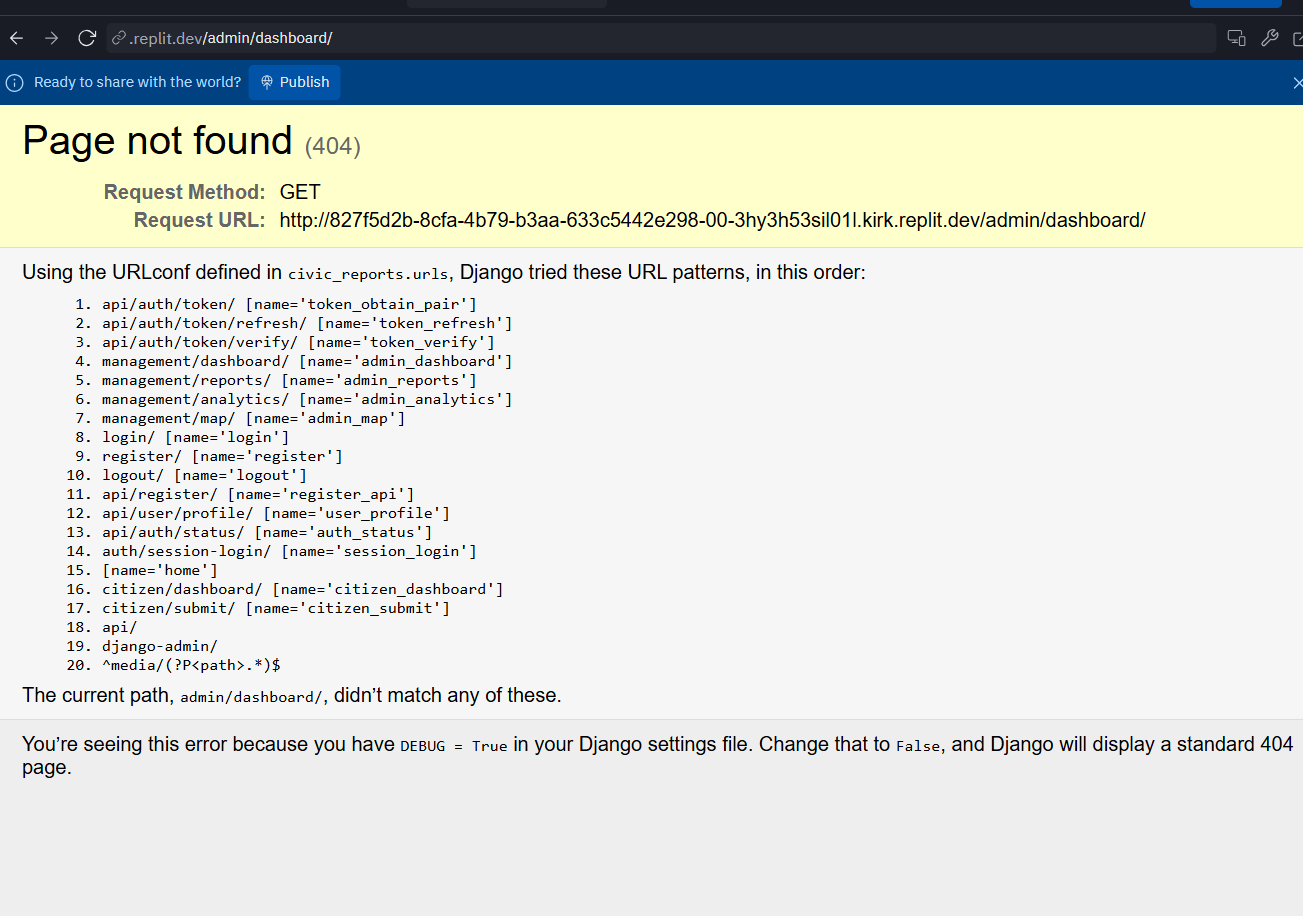 .replit.dev/admin/dashboard/
Ready to share with the world? Publish
Page not found (404)
Request Method: GET
Request URL: http://827f5d2b-8cfa-4b79-b3aa-633c5442e298-00-3hy3h53sil01l.kirk.replit.dev/admin/dashboard/
Using the URLconf defined in civic_reports.urls, Django tried these URL patterns, in this order:
1. api/auth/token/ [name='token_obtain_pair']
2. api/auth/token/refresh/ [name='token_refresh']
3. api/auth/token/verify/ [name='token_verify']
4. management/dashboard/ [name='admin_dashboard']
5. management/reports/ [name='admin_reports']
6. management/analytics/ [name='admin_analytics']
7. management/map/ [name='admin_map']
8. login/ [name='login']
9. register/ [name='register']
10. logout/ [name='logout']
11. api/register/ [name='register_api']
12. api/user/profile/ [name='user_profile']
13. api/auth/status/ [name='auth_status']
14. auth/session-login/ [name='session_login']
15. [name='home']
16. citizen/dashboard/ [name='citizen_dashboard']
17. citizen/submit/ [name='citizen_submit']
18. api/
19. django-admin/
20. ^media/(?P<path>.*)$
The current path, admin/dashboard/, didn’t match any of these.
You’re seeing this error because you have DEBUG = True in your Django settings file. Change that to False, and Django will display a standard 404
page.